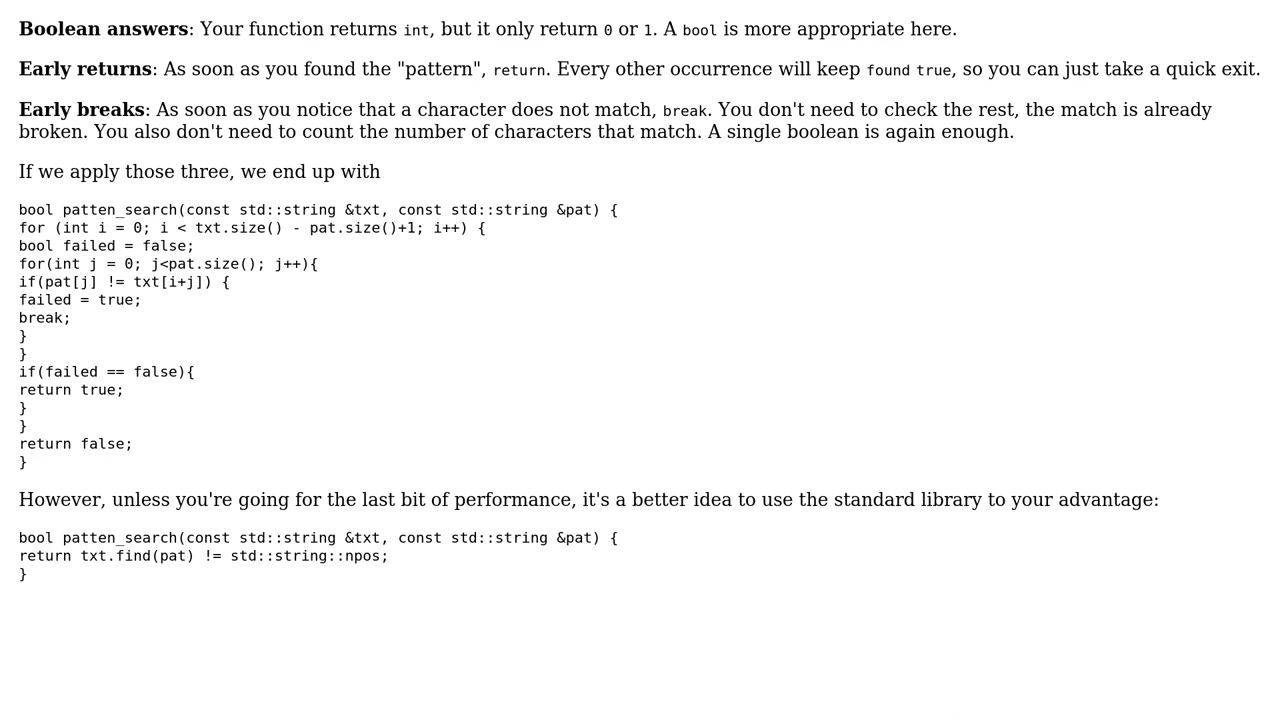 Boolean answers: Your function returns int, but it only return 0 or 1. A bool is more appropriate here.
Early returns: As soon as you found the "pattern", return. Every other occurrence will keep found true, so you can just take a quick exit.
Early breaks: As soon as you notice that a character does not match, break. You don't need to check the rest, the match is already
broken. You also don't need to count the number of characters that match. A single boolean is again enough.
If we apply those three, we end up with
bool patten_search(const std::string &txt, const std::string &pat) {
for (int i = 0; i < txt.size() - pat.size()+1; i++) {
bool failed = false;
for(int j = 0; j<pat.size(); j++){
if(pat[j] != txt[i+j]) {
failed = true;
break;
}
}
if(failed == false){
return true;
}
}
return false;
}
However, unless you're going for the last bit of performance, it's a better idea to use the standard library to your advantage:
bool patten_search(const std::string &txt, const std::string &pat) {
return txt.find(pat) != std::string::npos;
}